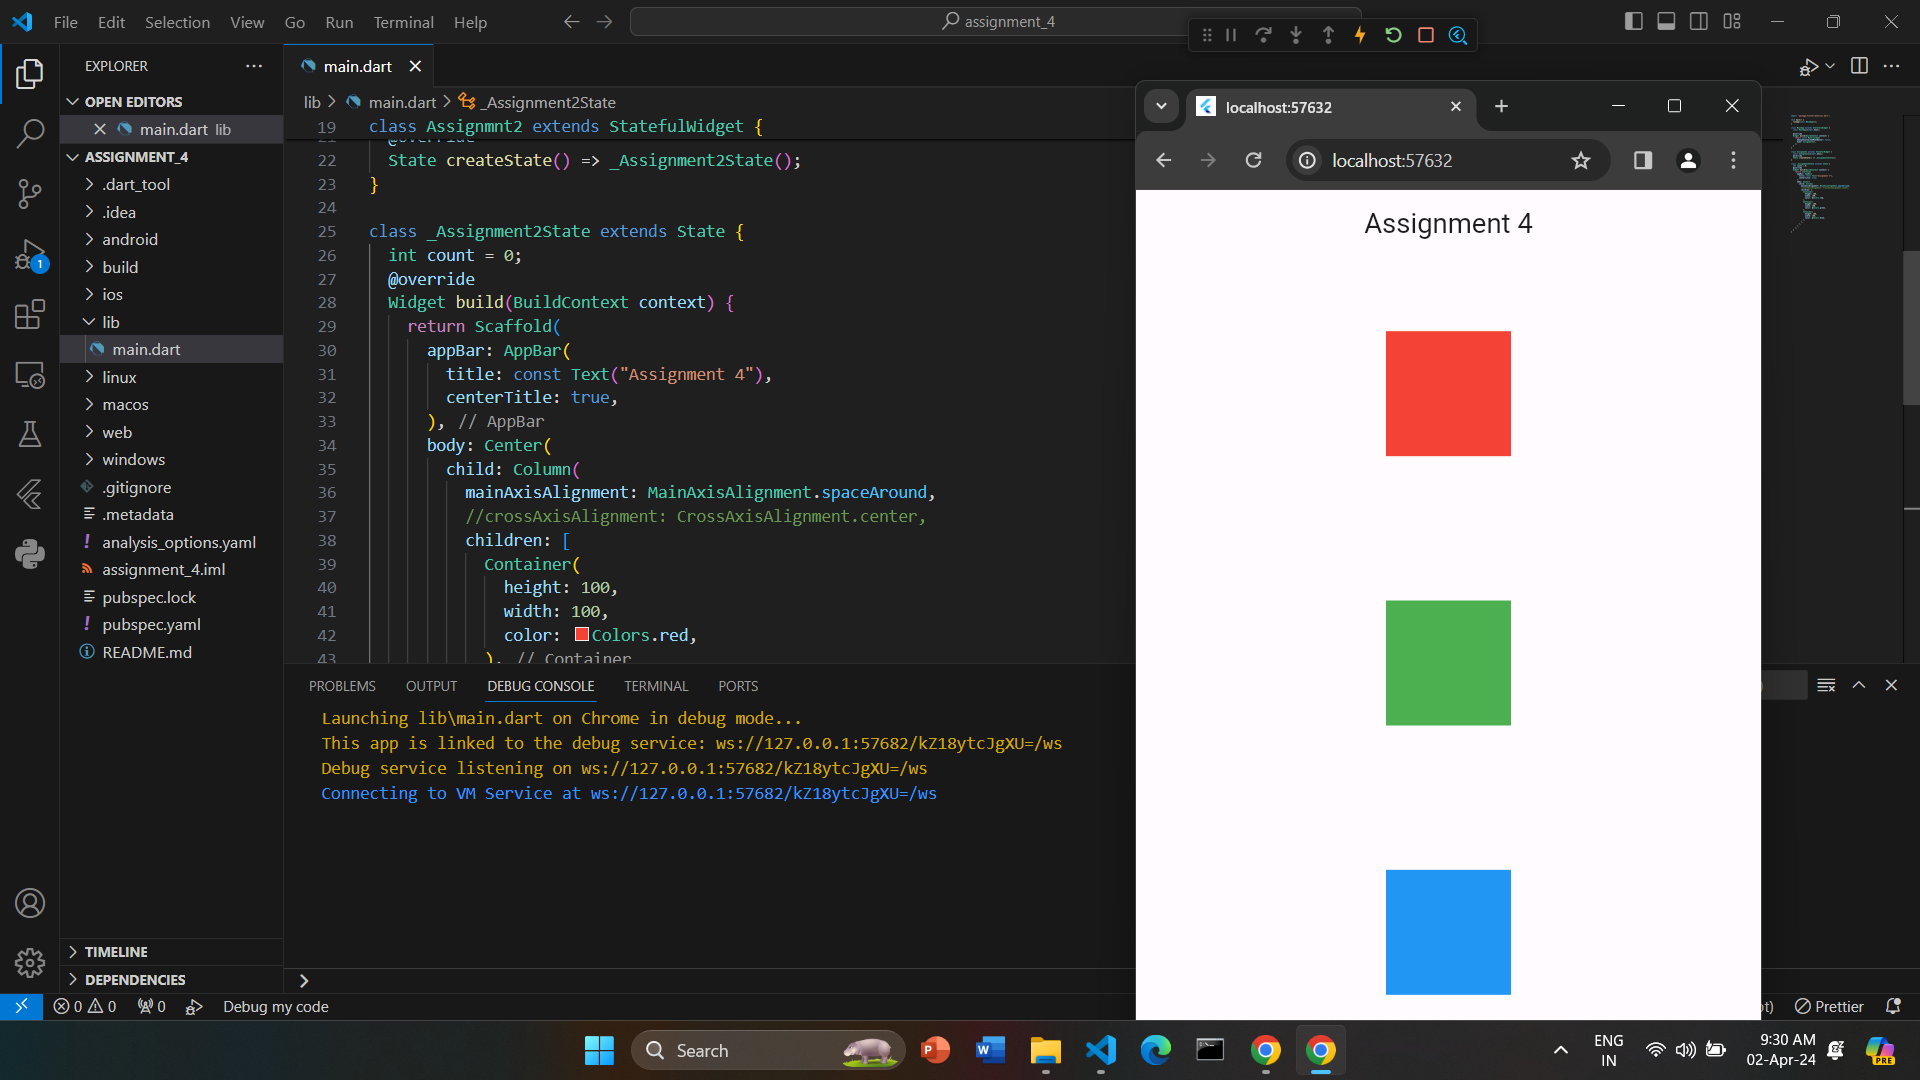 File Edit Selection View Go Run Terminal Help
assignment_4
EXPLORER
OPEN EDITORS
main.dart lib
ASSIGNMENT_4
.dart_tool
.idea
android
build
ios
lib
main.dart
linux
macos
web
windows
.gitignore
.metadata
analysis_options.yaml
assignment_4.iml
pubspec.lock
pubspec.yaml
README.md
TIMELINE
DEPENDENCIES
1
main.dart
lib > main.dart > _Assignment2State
19 class Assignmnt2 extends StatefulWidget {
22 State createState() => _Assignment2State();
23 }
24
25 class _Assignment2State extends State {
26 int count = 0;
27 @override
28 Widget build(BuildContext context) {
29 return Scaffold(
30 appBar: AppBar(
31 title: const Text("Assignment 4"),
32 centerTitle: true,
33 ), // AppBar
34 body: Center(
35 child: Column(
36 mainAxisAlignment: MainAxisAlignment.spaceAround,
37 //crossAxisAlignment: CrossAxisAlignment.center,
38 children: [
39 Container(
40 height: 100,
41 width: 100,
42 color: Colors.red,
43 ), // Container
PROBLEMS OUTPUT DEBUG CONSOLE TERMINAL PORTS
Launching lib\main.dart on Chrome in debug mode...
This app is linked to the debug service: ws://127.0.0.1:57682/kZ18ytcJgXU=/ws
Debug service listening on ws://127.0.0.1:57682/kZ18ytcJgXU=/ws
Connecting to VM Service at ws://127.0.0.1:57682/kZ18ytcJgXU=/ws
localhost:57632
localhost:57632
Assignment 4
0 0 0 Debug my code
Prettier
Search
ENG
IN
9:30 AM
02-Apr-24
PRE